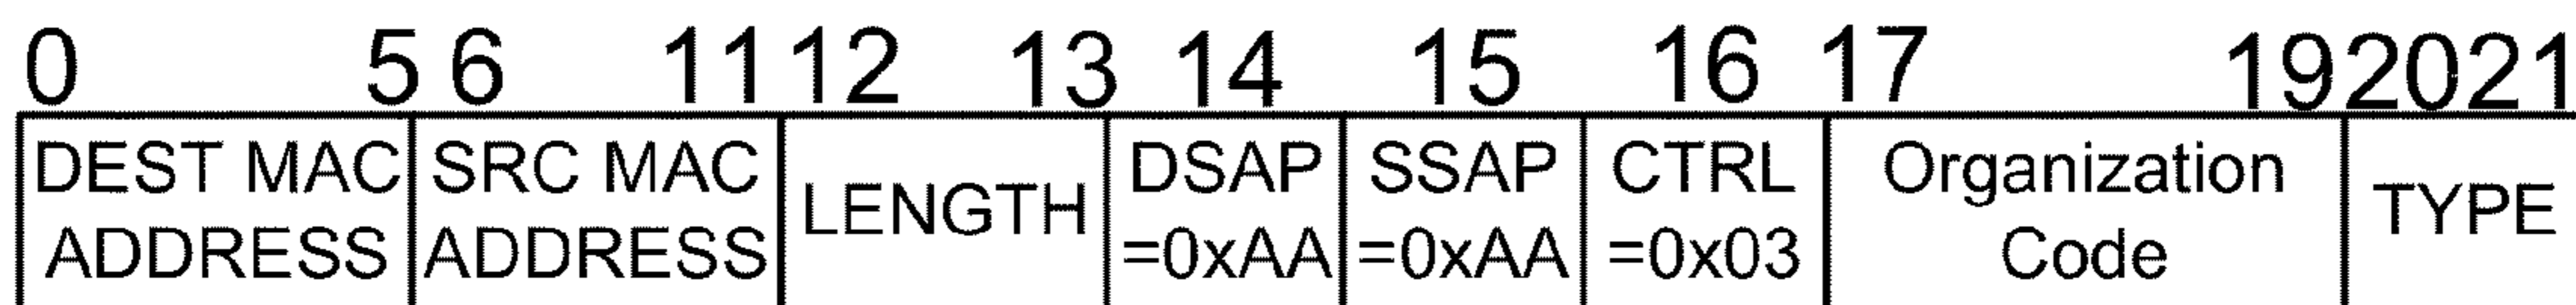 0 5 6 11 12 13 14 15 16 17 19 20 21
DEST MAC SRC MAC LENGTH DSAP SSAP CTRL Organization TYPE
ADDRESS ADDRESS =0xAA =0xAA =0x03 Code